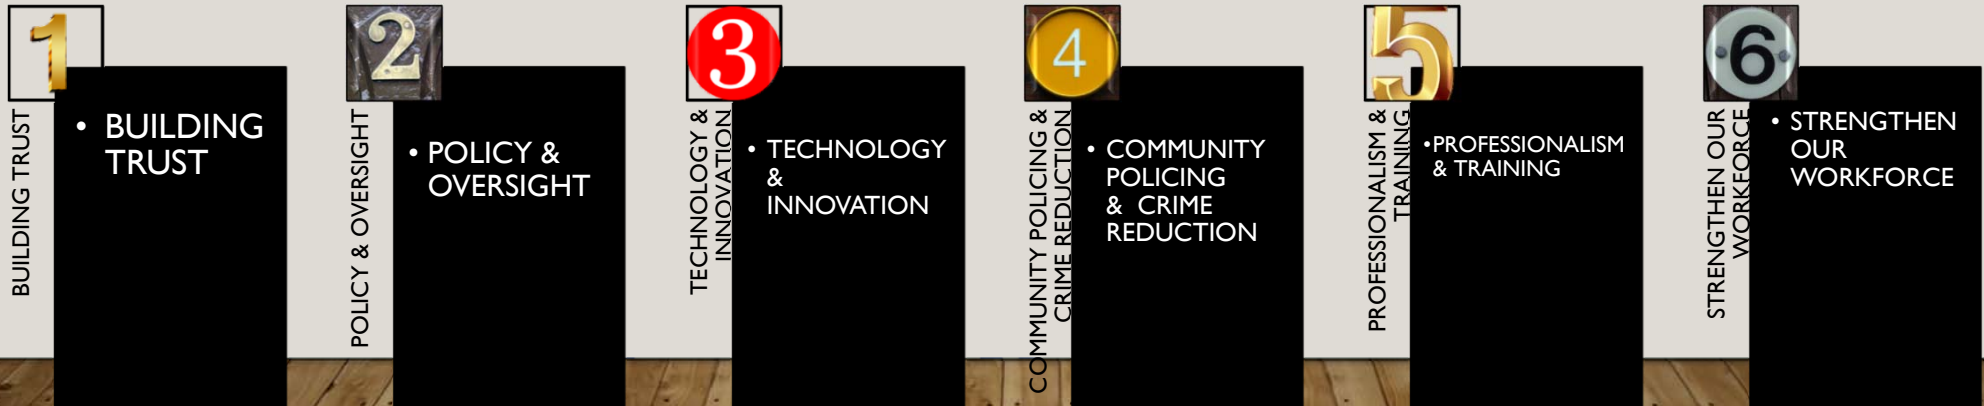 1
BUILDING TRUST
• BUILDING
TRUST
2
POLICY & OVERSIGHT
• POLICY &
OVERSIGHT
3
TECHNOLOGY &
INNOVATION
• TECHNOLOGY
&
INNOVATION
4
COMMUNITY POLICING &
CRIME REDUCTION
• COMMUNITY
POLICING
& CRIME
REDUCTION
5
PROFESSIONALISM &
TRAINING
•PROFESSIONALISM
& TRAINING
6
STRENGTHEN OUR
WORKFORCE
• STRENGTHEN
OUR
WORKFORCE